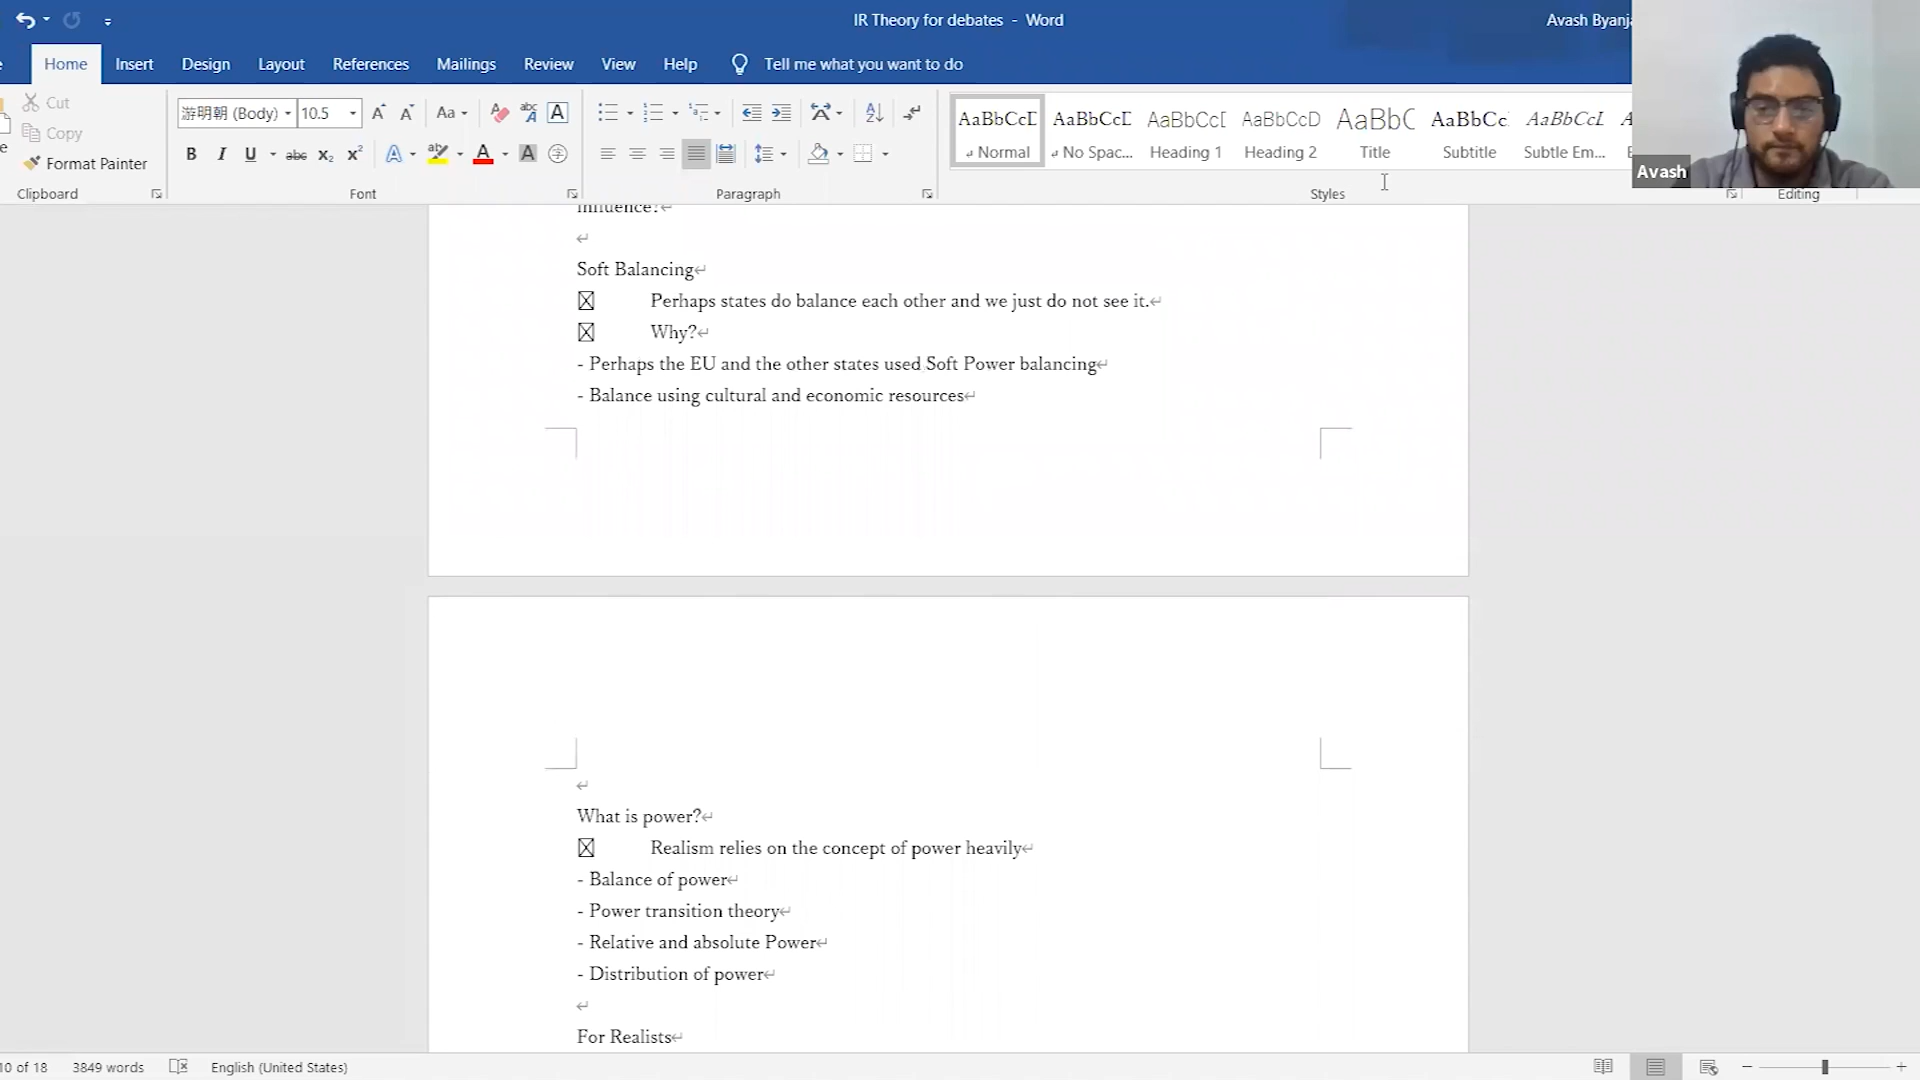 IR Theory for debates - Word
Avash Byanj
Home Insert Design Layout References Mailings Review View Help Tell me what you want to do
Cut
Copy
Format Painter
Clipboard
游明朝 (Body) 10.5
Font
Paragraph
AaBbCcD AaBbCcD AaBbCcD AaBbCcD AaBbC AaBbCc AaBbCcL
Normal No Spac... Heading 1 Heading 2 Title Subtitle Subtle Em...
Styles
Editing
Avash
influence?
Soft Balancing
Perhaps states do balance each other and we just do not see it.
Why?
- Perhaps the EU and the other states used Soft Power balancing
- Balance using cultural and economic resources
What is power?
Realism relies on the concept of power heavily
- Balance of power
- Power transition theory
- Relative and absolute Power
- Distribution of power
For Realists
10 of 18 3849 words English (United States)